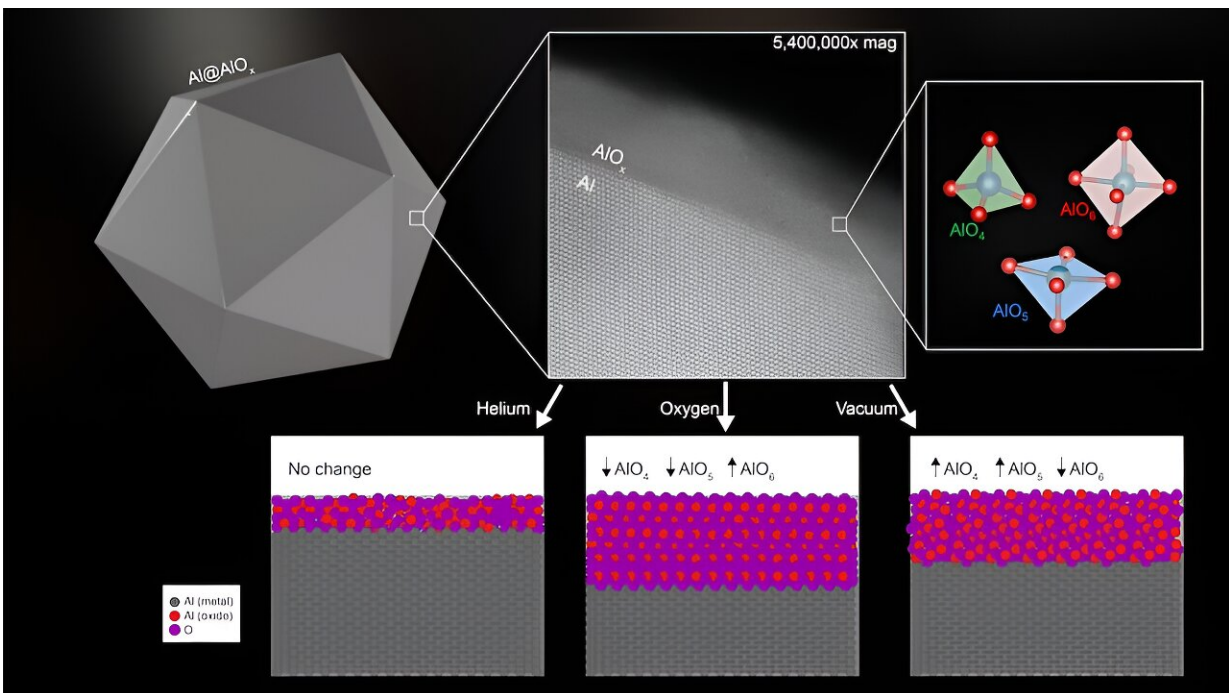 Al@AlOₓ
5,400,000x mag
AlOₓ
Al
AlO₄
AlO₆
AlO₅
Helium
Oxygen
Vacuum
No change
↓ AlO₄ ↓ AlO₅ ↑ AlO₆
↑ AlO₄ ↑ AlO₅ ↓ AlO₆
Al (metal)
Al (oxide)
O